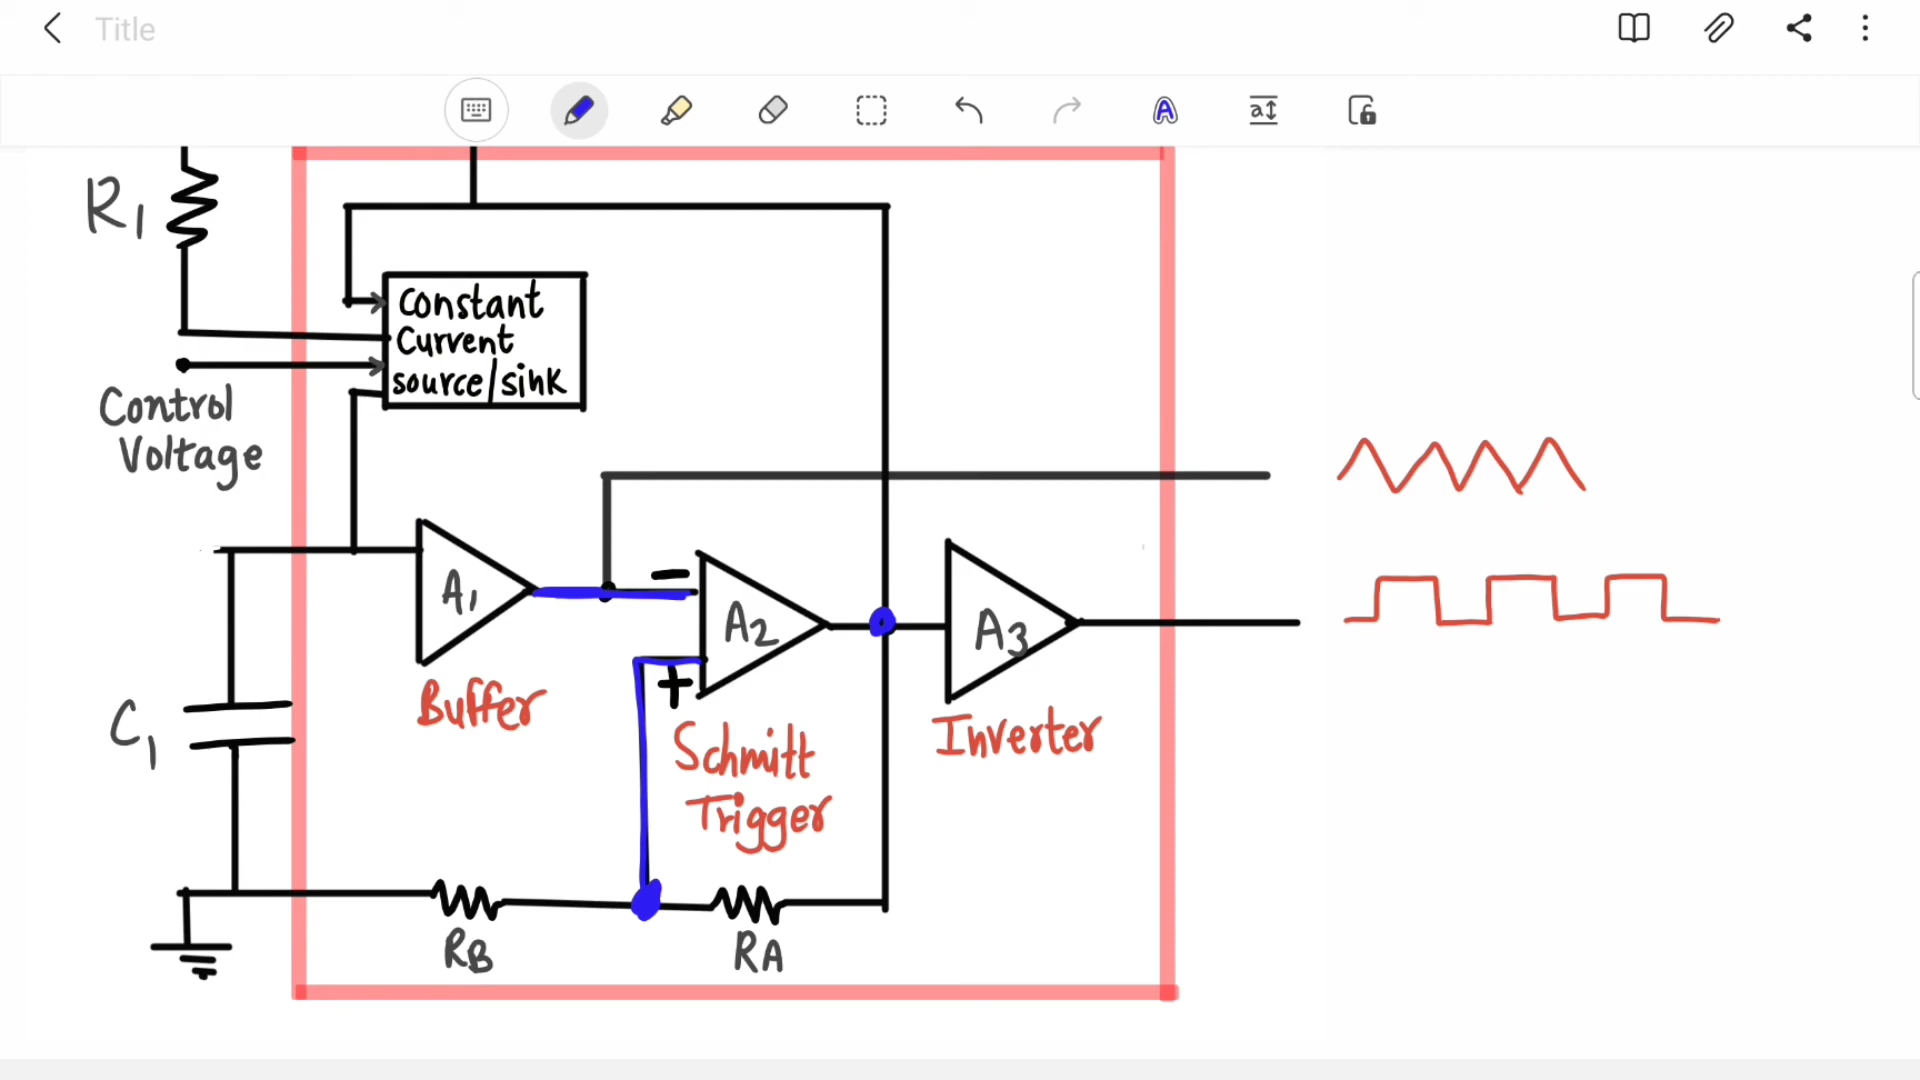 Title
R1
Constant
Current
source/sink
Control
Voltage
A1
-
A2
+
A3
Buffer
Schmitt
Trigger
Inverter
C1
RB
RA